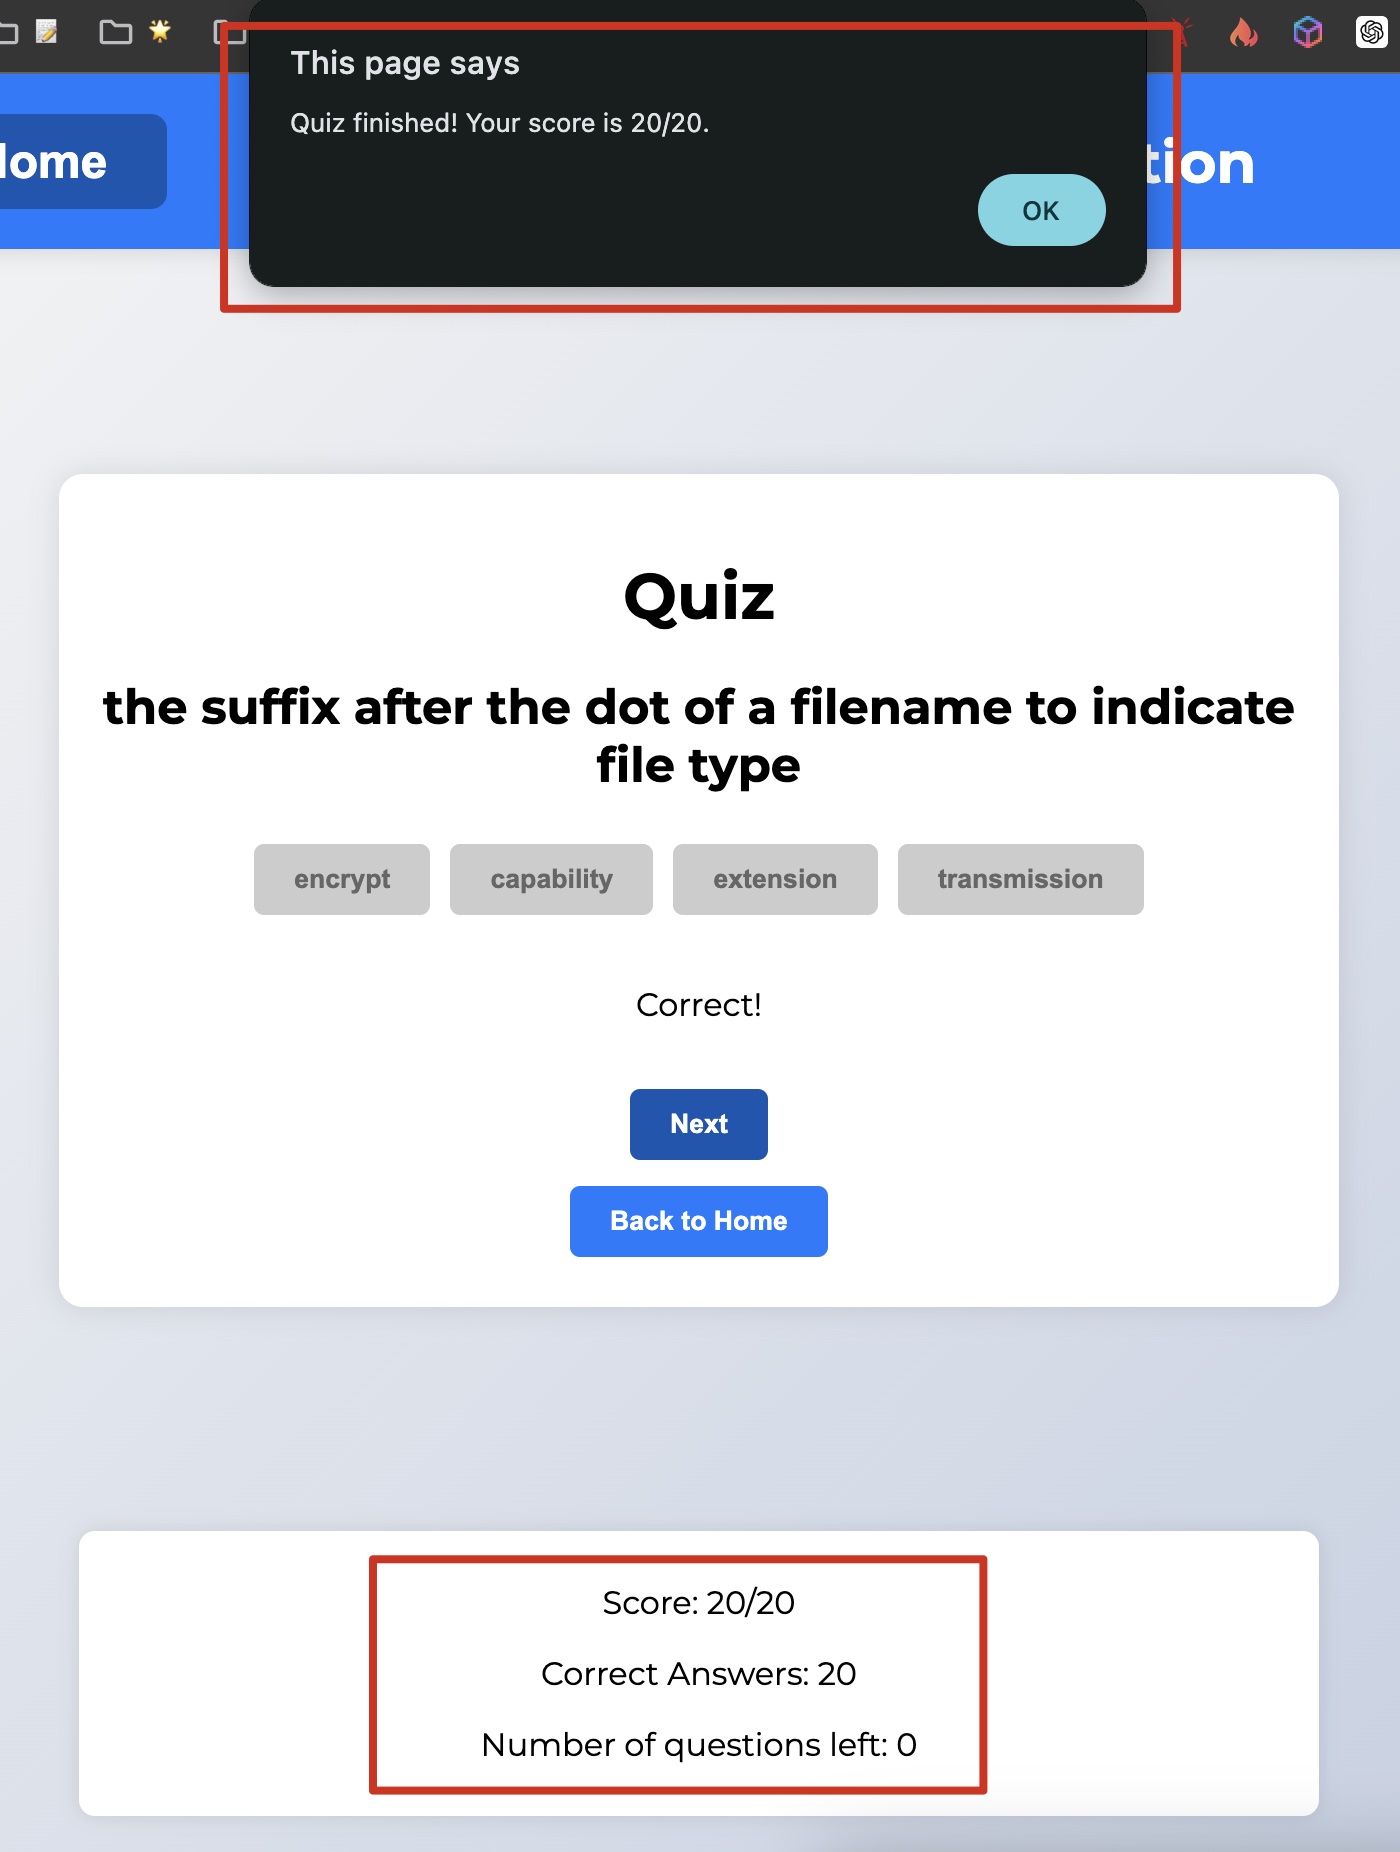 This page says
Quiz finished! Your score is 20/20.
OK
ome
tion
Quiz
the suffix after the dot of a filename to indicate
file type
encrypt
capability
extension
transmission
Correct!
Next
Back to Home
Score: 20/20
Correct Answers: 20
Number of questions left: 0